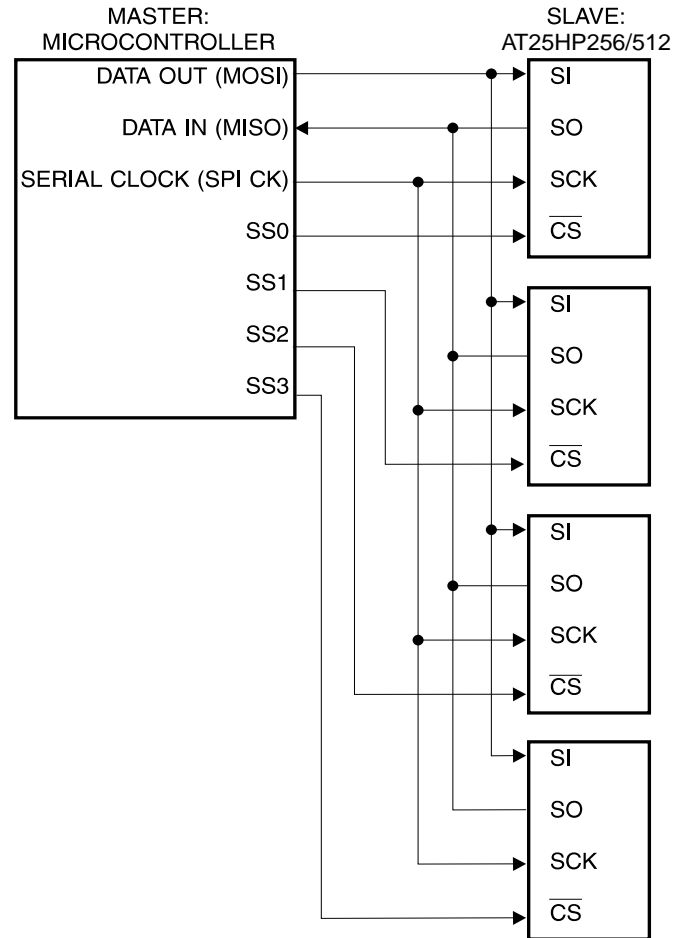 MASTER:
MICROCONTROLLER
DATA OUT (MOSI)
DATA IN (MISO)
SERIAL CLOCK (SPI CK)
SS0
SS1
SS2
SS3
SLAVE:
AT25HP256/512
SI
SO
SCK
CS
SI
SO
SCK
CS
SI
SO
SCK
CS
SI
SO
SCK
CS